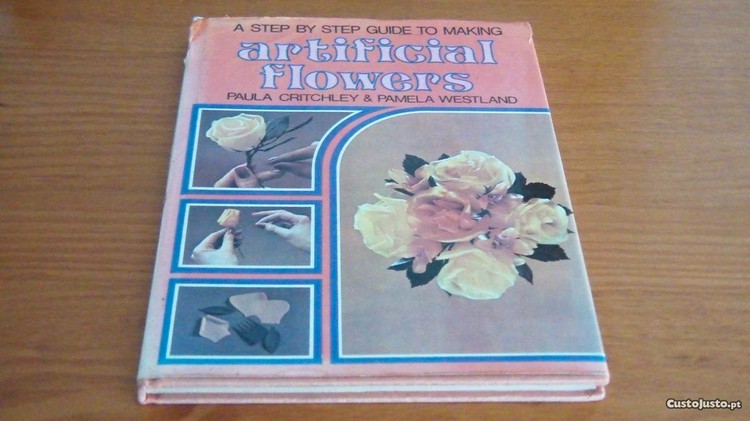 A STEP BY STEP GUIDE TO MAKING
artificial
flowers
PAULA CRITCHLEY & PAMELA WESTLAND
CustoJusto.pt